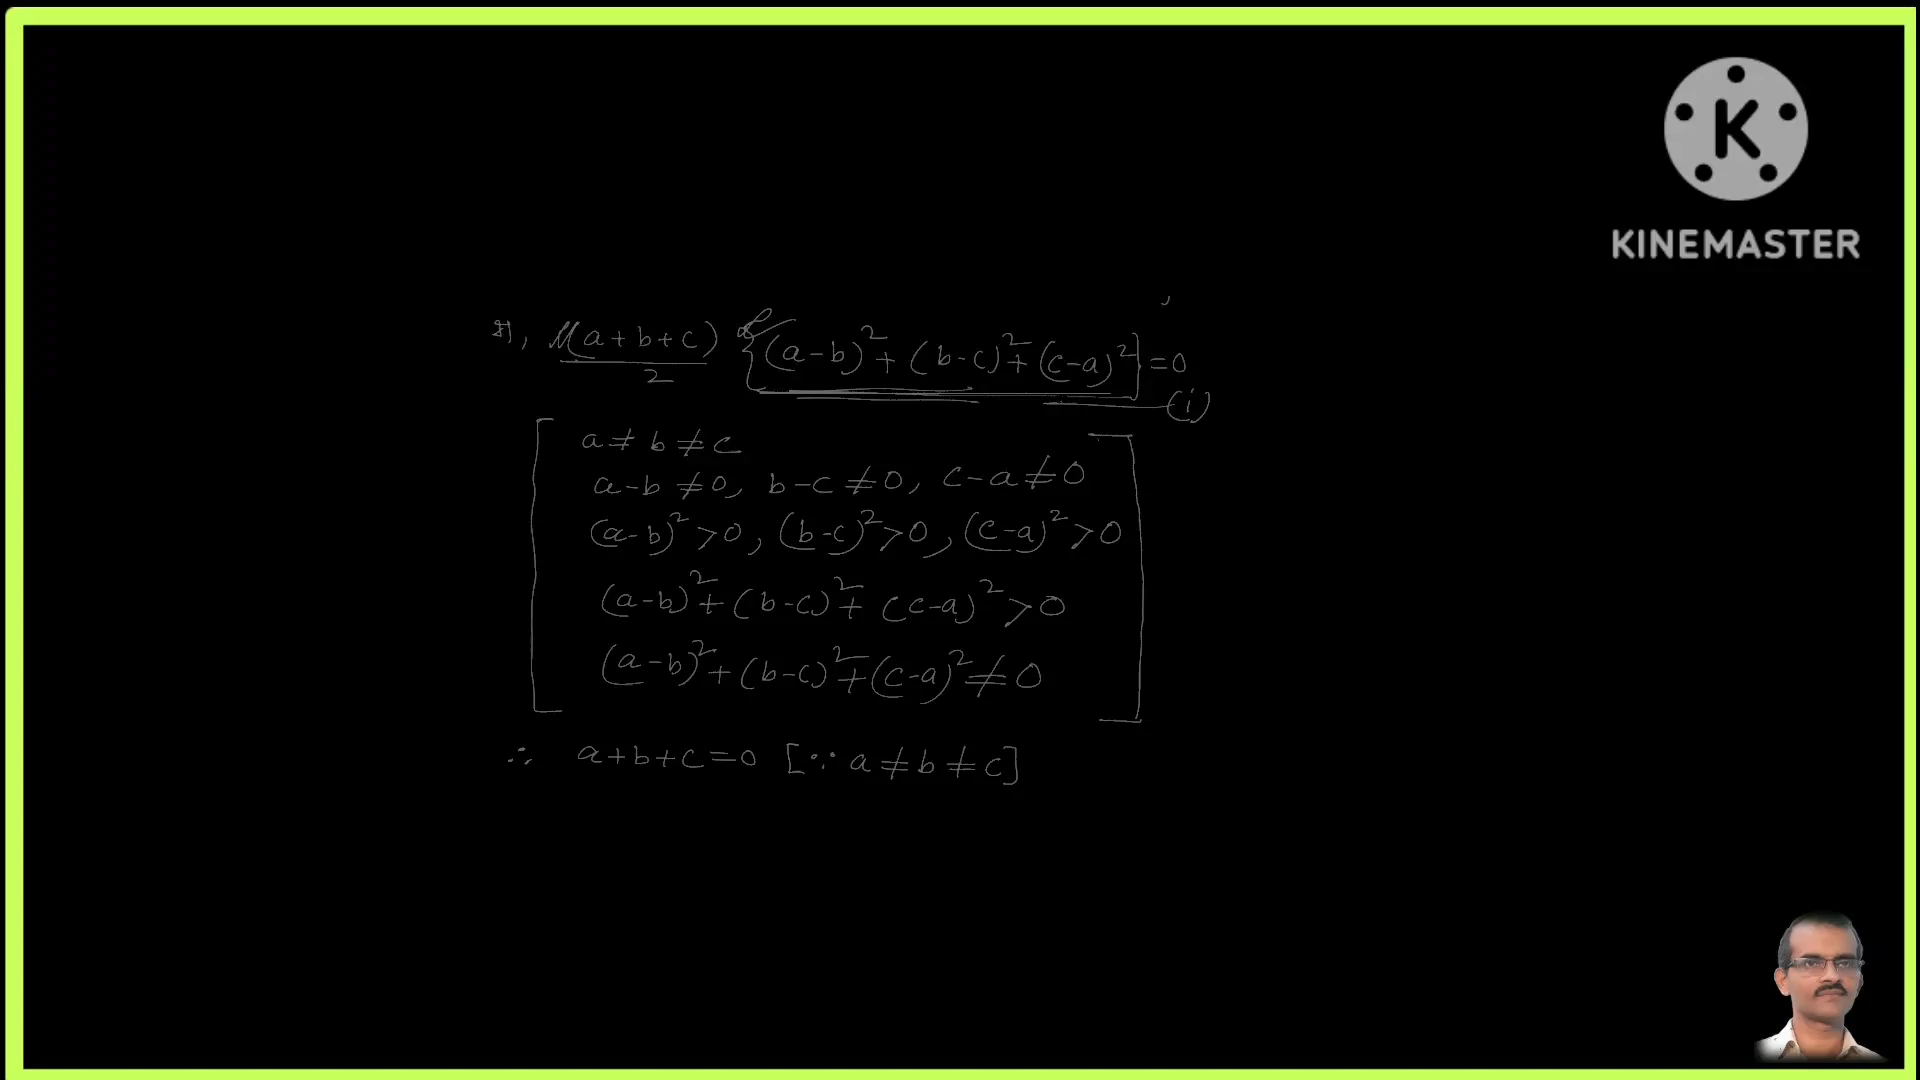 KINEMASTER
वा, 1(a+b+c)/2 {(a-b)²+(b-c)²+(c-a)²}=0
(i)
a≠b≠c
a-b≠0, b-c≠0, c-a≠0
(a-b)²>0, (b-c)²>0, (c-a)²>0
(a-b)²+(b-c)²+(c-a)²>0
(a-b)²+(b-c)²+(c-a)²≠0
∴ a+b+c=0 [∵ a≠b≠c]